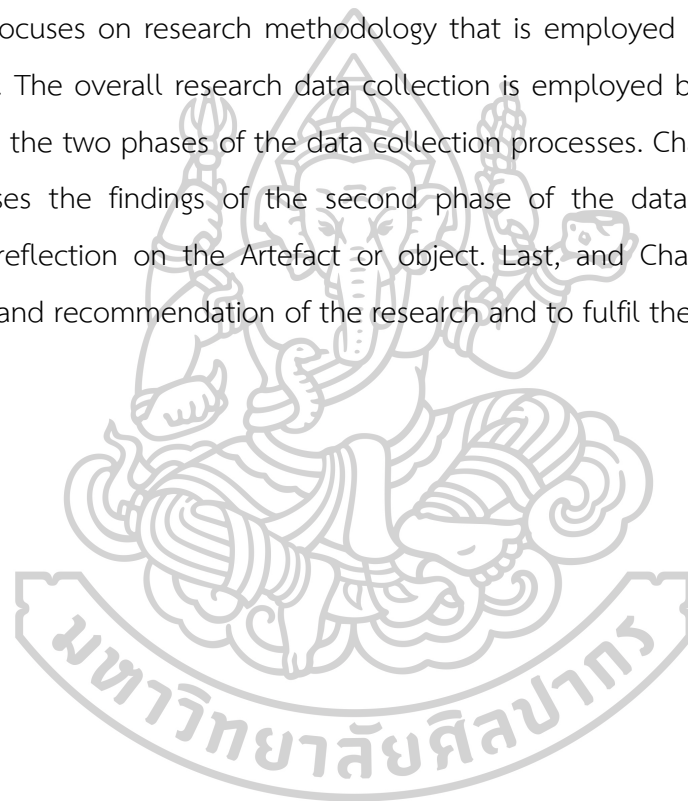 ocuses on research methodology that is employed
. The overall research data collection is employed b
the two phases of the data collection processes. Cha
ses the findings of the second phase of the data
reflection on the Artefact or object. Last, and Cha
and recommendation of the research and to fulfil the
มหาวิทยาลัยศิลปากร